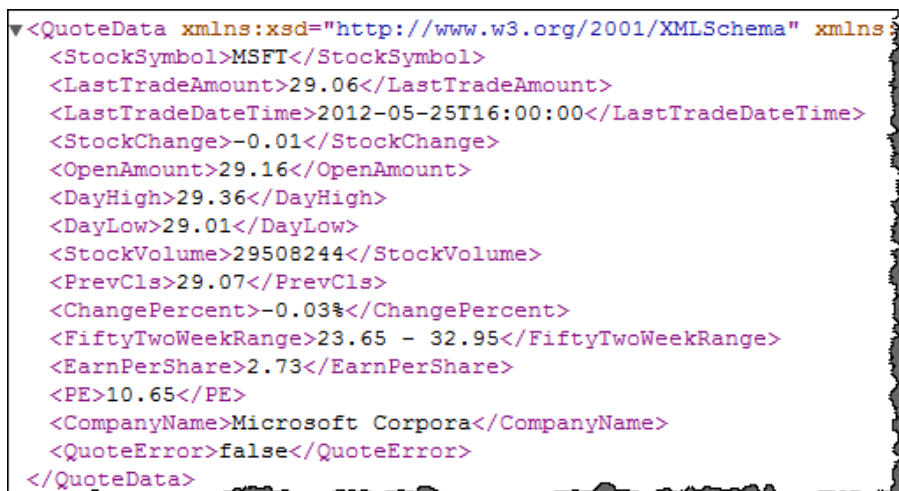 ▼<QuoteData xmlns:xsd="http://www.w3.org/2001/XMLSchema" xmlns:
<StockSymbol>MSFT</StockSymbol>
<LastTradeAmount>29.06</LastTradeAmount>
<LastTradeDateTime>2012-05-25T16:00:00</LastTradeDateTime>
<StockChange>-0.01</StockChange>
<OpenAmount>29.16</OpenAmount>
<DayHigh>29.36</DayHigh>
<DayLow>29.01</DayLow>
<StockVolume>29508244</StockVolume>
<PrevCls>29.07</PrevCls>
<ChangePercent>-0.03%</ChangePercent>
<FiftyTwoWeekRange>23.65 - 32.95</FiftyTwoWeekRange>
<EarnPerShare>2.73</EarnPerShare>
<PE>10.65</PE>
<CompanyName>Microsoft Corpora</CompanyName>
<QuoteError>false</QuoteError>
</QuoteData>